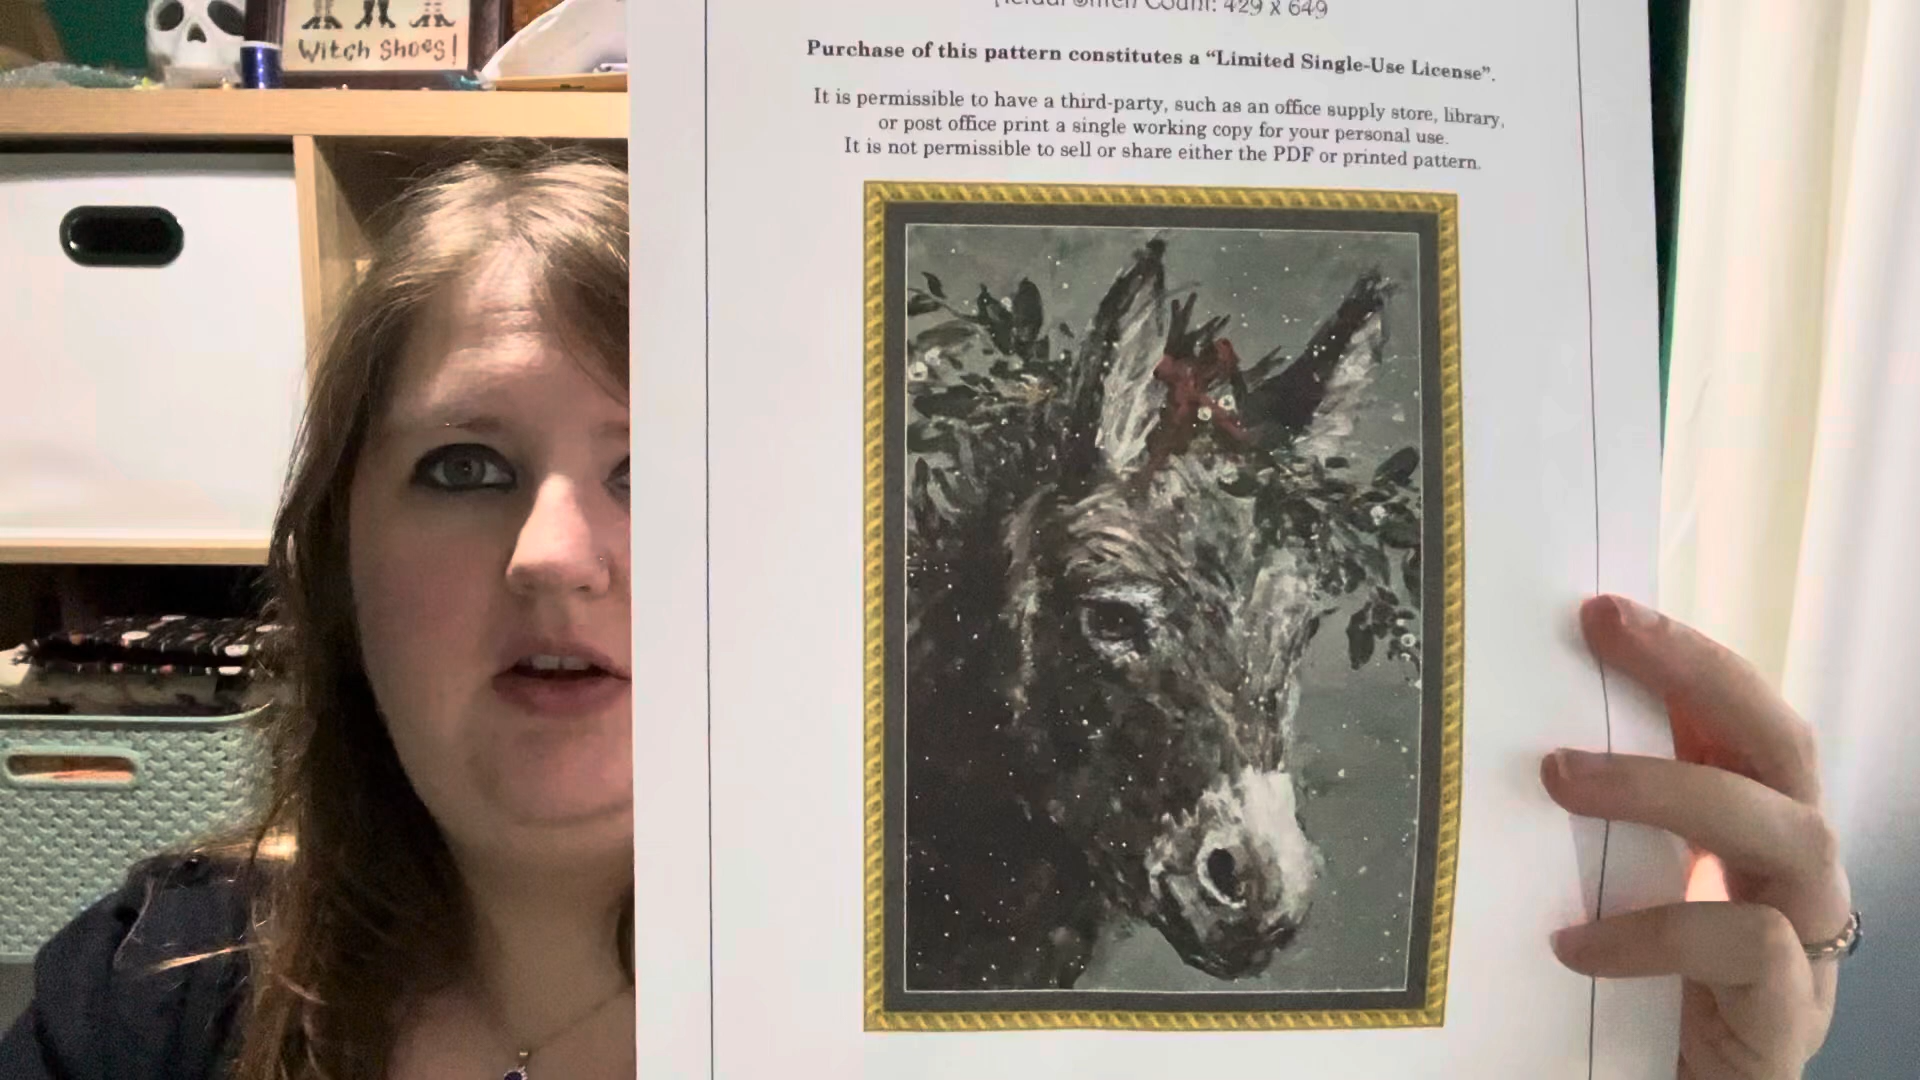 Witch Shoes!
Stitch Count: 429 x 649
Purchase of this pattern constitutes a “Limited Single-Use License”.
It is permissible to have a third-party, such as an office supply store, library,
or post office print a single working copy for your personal use.
It is not permissible to sell or share either the PDF or printed pattern.